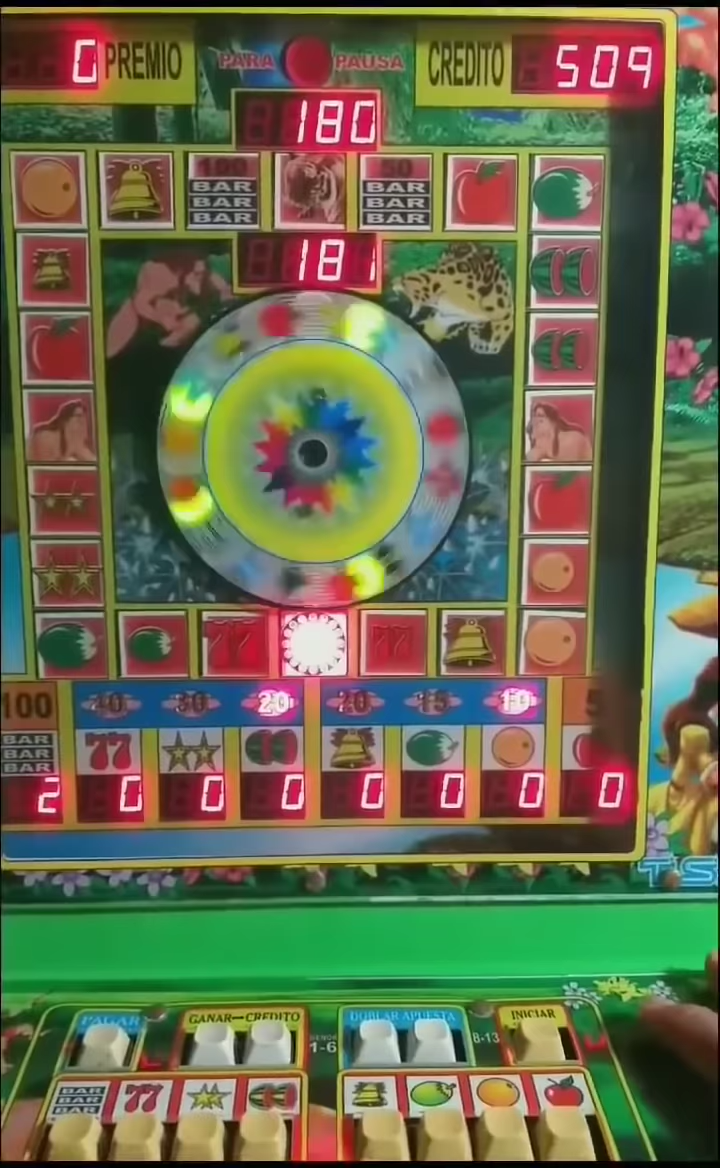 0 PREMIO PARA PAUSA CREDITO 509
180
100 BAR BAR BAR
50 BAR BAR BAR
181
77 77
100 40 30 20 20 15 10 5
BAR BAR BAR 77
2 0 0 0 0 0 0 0
TS
PAGAR GANAR-CREDITO DOBLAR APUESTA INICIAR
1-6 8-13
BAR BAR BAR 77